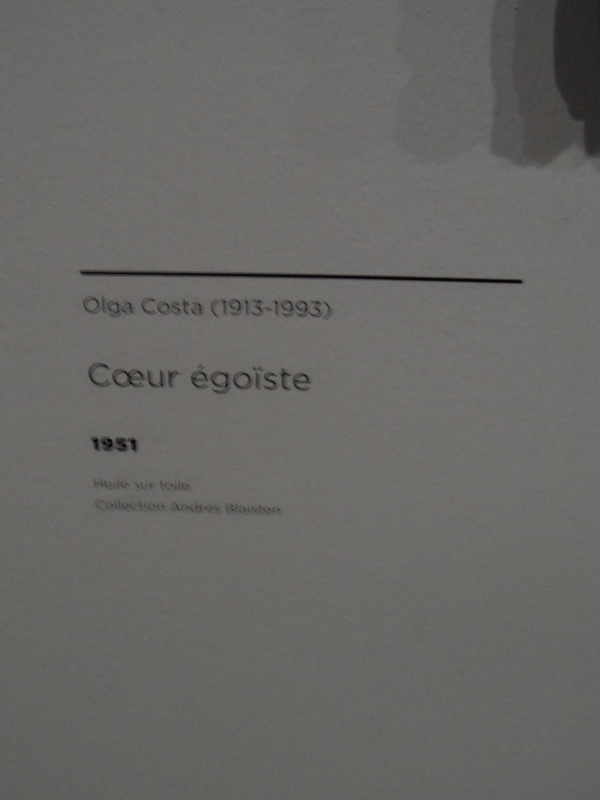 Olga Costa (1913-1993)
Cœur égoïste
1951
Huile sur toile
Collection Andrés Blaisten